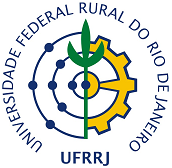 UNIVERSIDADE FEDERAL RURAL DO RIO DE JANEIRO
UFRRJ